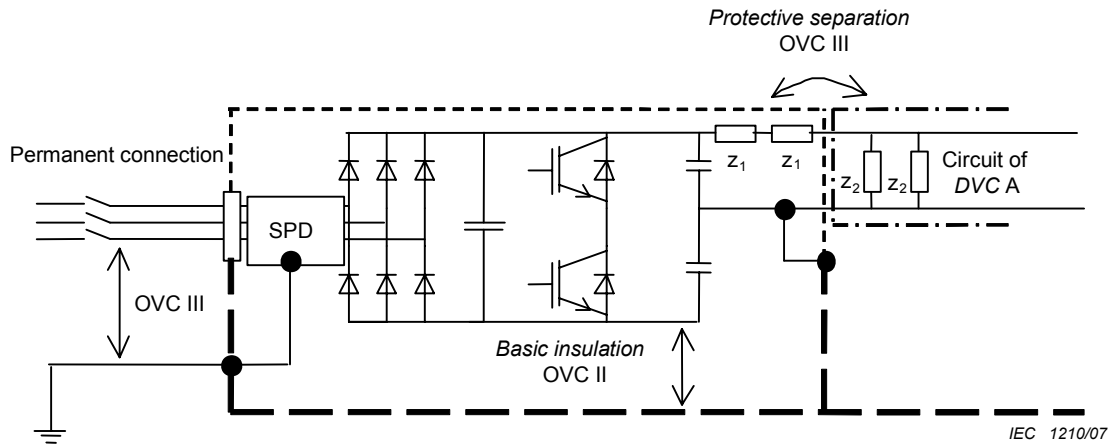 Protective separation
OVC III
Permanent connection
SPD
z₁ z₁
z₂ z₂
Circuit of
DVC A
OVC III
Basic insulation
OVC II
IEC 1210/07